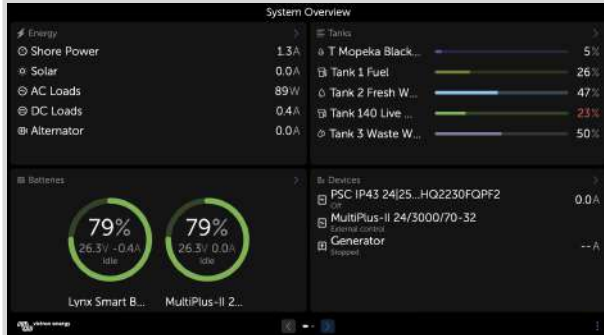 System Overview
Energy
Shore Power 1.3A
Solar 0.0A
AC Loads 89W
DC Loads 0.4A
Alternator 0.0A
Tanks
T Mopeka Black... 5%
Tank 1 Fuel 26%
Tank 2 Fresh W... 47%
Tank 140 Live ... 23%
Tank 3 Waste W... 50%
Batteries
79%
26.3V -0.4A
Idle
Lynx Smart B...
79%
26.3V 0.0A
Idle
MultiPlus-II 2...
Devices
PSC IP43 24|25...HQ2230FQPF2 0.0A
Off
MultiPlus-II 24/3000/70-32
External control
Generator --A
Stopped
victron energy